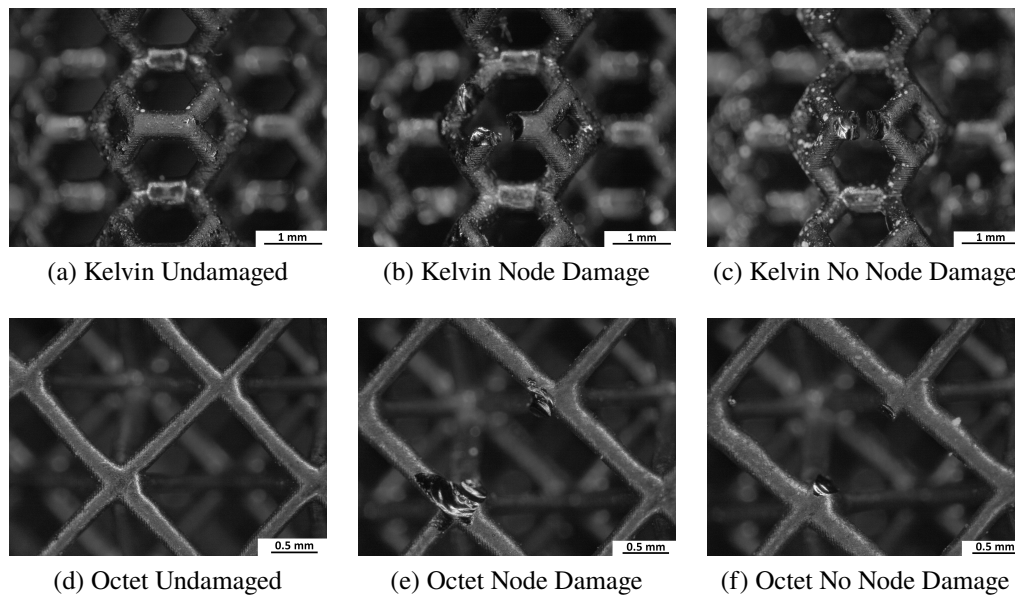 1 mm
1 mm
1 mm
(a) Kelvin Undamaged
(b) Kelvin Node Damage
(c) Kelvin No Node Damage
0.5 mm
0.5 mm
0.5 mm
(d) Octet Undamaged
(e) Octet Node Damage
(f) Octet No Node Damage